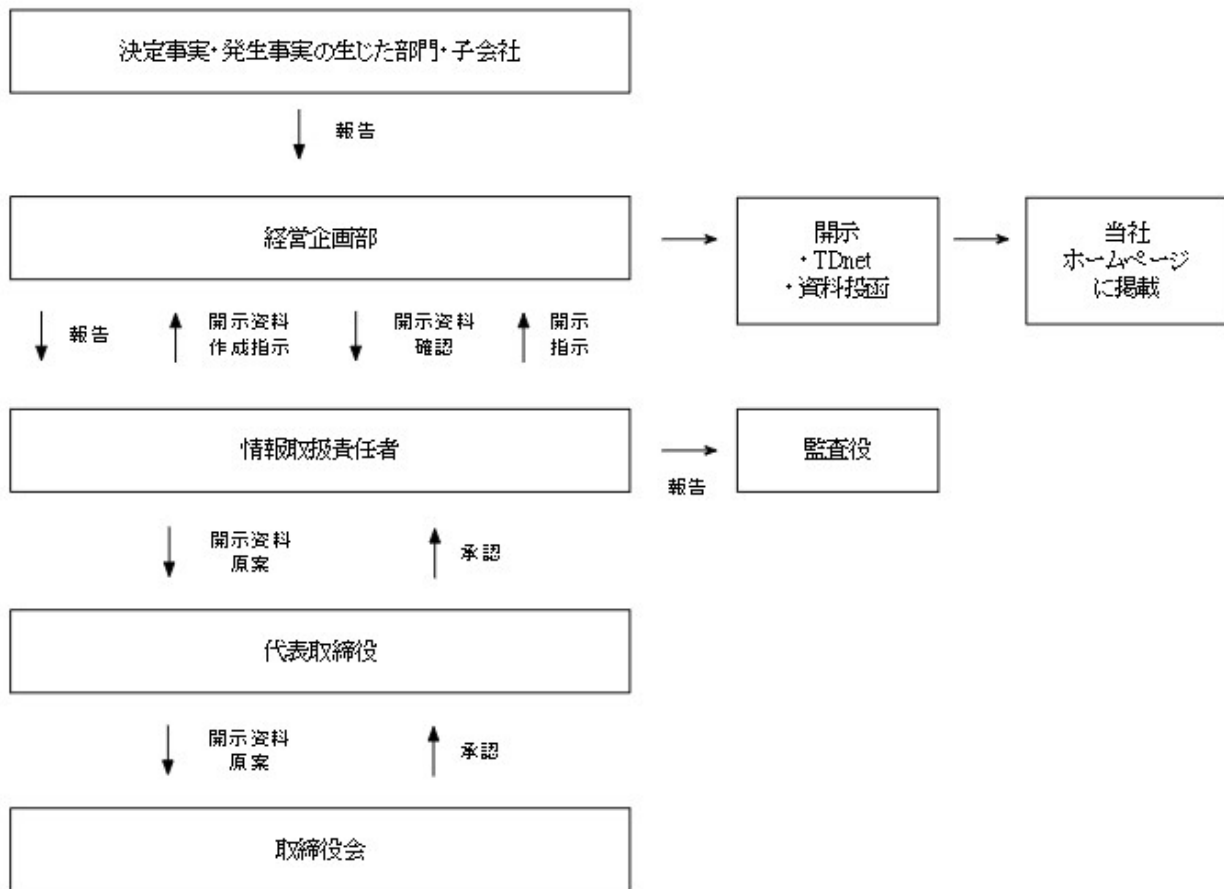 決定事実・発生事実の生じた部門・子会社
報告
経営企画部
開示
・TDnet
・資料投函
当社
ホームページ
に掲載
報告
開示資料
作成指示
開示資料
確認
開示
指示
情報取扱責任者
報告
監査役
開示資料
原案
承認
代表取締役
開示資料
原案
承認
取締役会